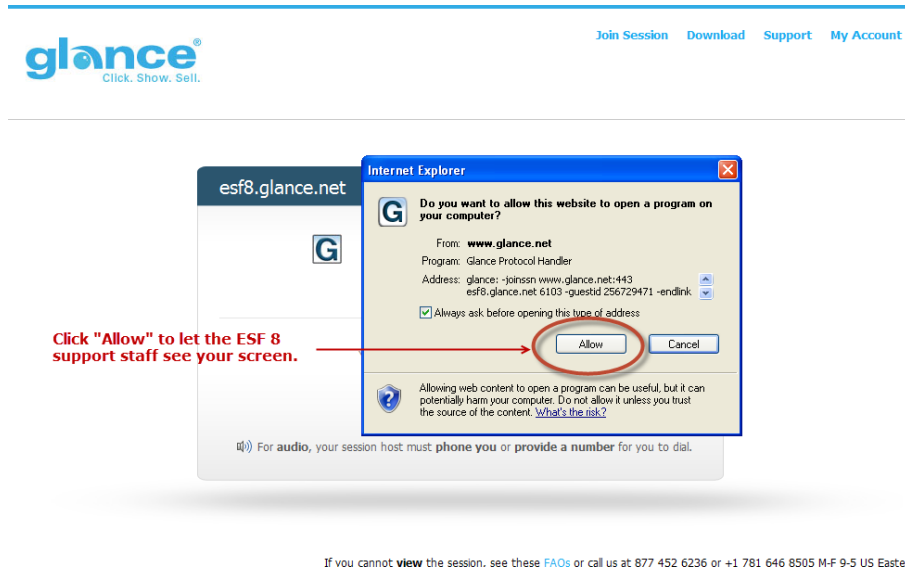 Join Session Download Support My Account
glance®
Click. Show. Sell.
esf8.glance.net
Internet Explorer
G
Do you want to allow this website to open a program on
your computer?
From: www.glance.net
Program: Glance Protocol Handler
Address: glance: -joinssn www.glance.net:443
esf8.glance.net 6103 -guestid 256729471 -endlink
Always ask before opening this type of address
Allow Cancel
G
Click "Allow" to let the ESF 8
support staff see your screen.
Allowing web content to open a program can be useful, but it can
potentially harm your computer. Do not allow it unless you trust
the source of the content. What's the risk?
For audio, your session host must phone you or provide a number for you to dial.
If you cannot view the session, see these FAQs or call us at 877 452 6236 or +1 781 646 8505 M-F 9-5 US Easte